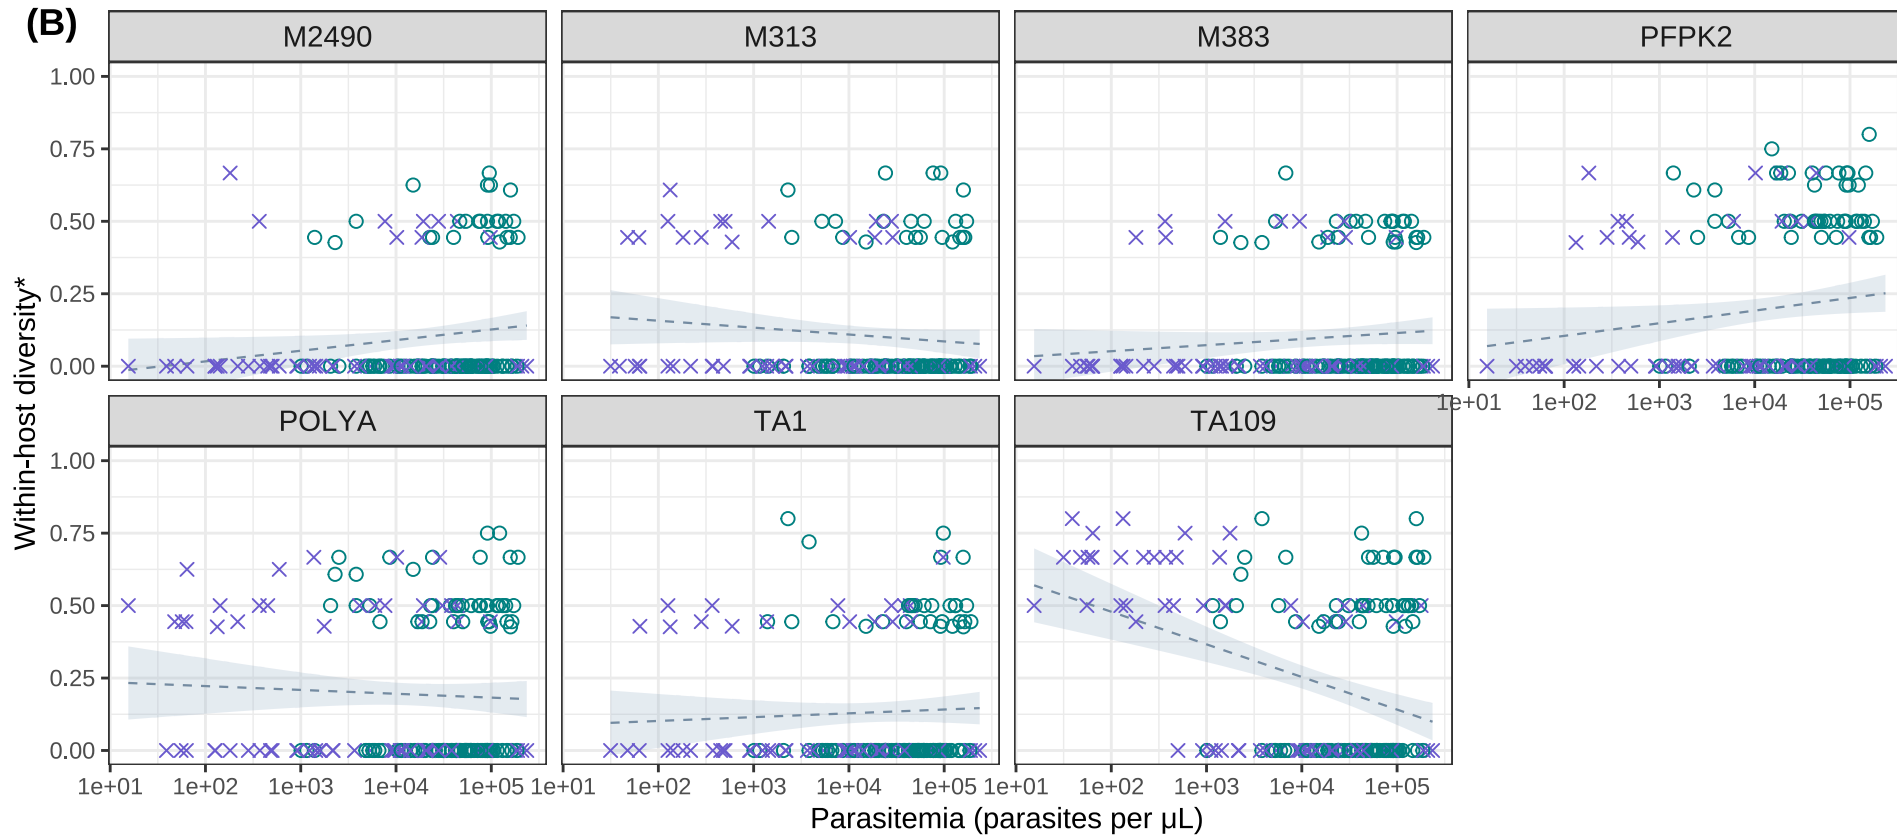 (B)
M2490 M313 M383 PFPK2
1.00
0.75
0.50
0.25
0.00
1e+01 1e+02 1e+03 1e+04 1e+05
POLYA TA1 TA109
1.00
0.75
0.50
0.25
0.00
1e+01 1e+02 1e+03 1e+04 1e+05 1e+01 1e+02 1e+03 1e+04 1e+05 1e+01 1e+02 1e+03 1e+04 1e+05
Within-host diversity*
Parasitemia (parasites per μL)